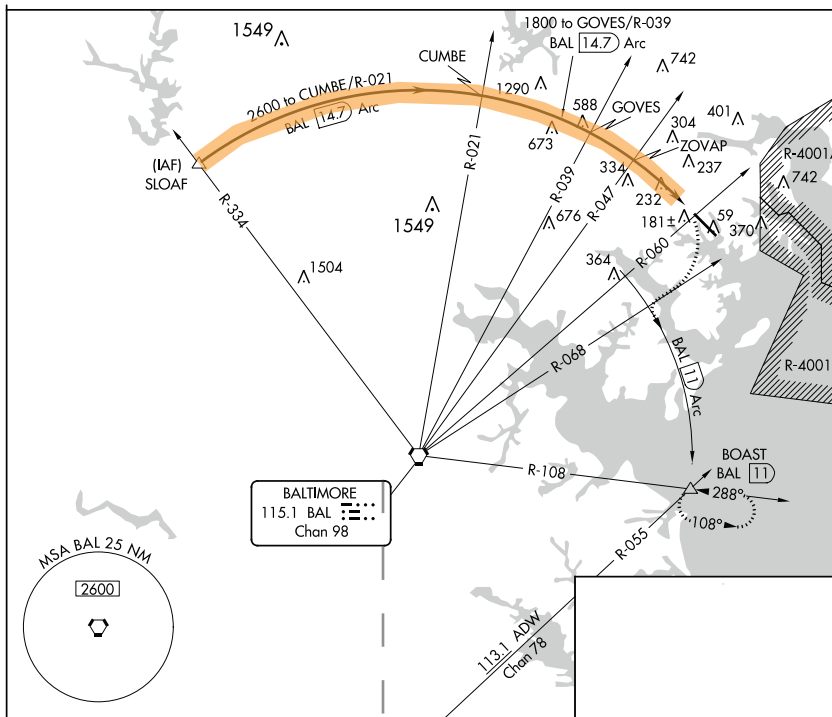 1549
1800 to GOVES/R-039
BAL 14.7 Arc
CUMBE
742
2600 to CUMBE/R-021
BAL 14.7 Arc
1290
588
GOVES
401
673
304
ZOVAP
R-4001A
(IAF)
SLOAF
R-021
334
237
742
R-334
R-039
R-047
232
1549
676
181±
59
370
R-060
1504
364
R-068
BAL 11 Arc
R-4001
BOAST
BAL 11
R-108
288°
108°
BALTIMORE
115.1 BAL
Chan 98
R-055
MSA BAL 25 NM
2600
113.1 ADW
Chan 78